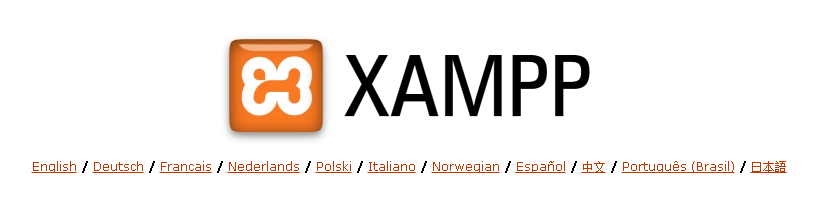 XAMPP
English / Deutsch / Francais / Nederlands / Polski / Italiano / Norwegian / Español / 中文 / Português (Brasil) / 日本語